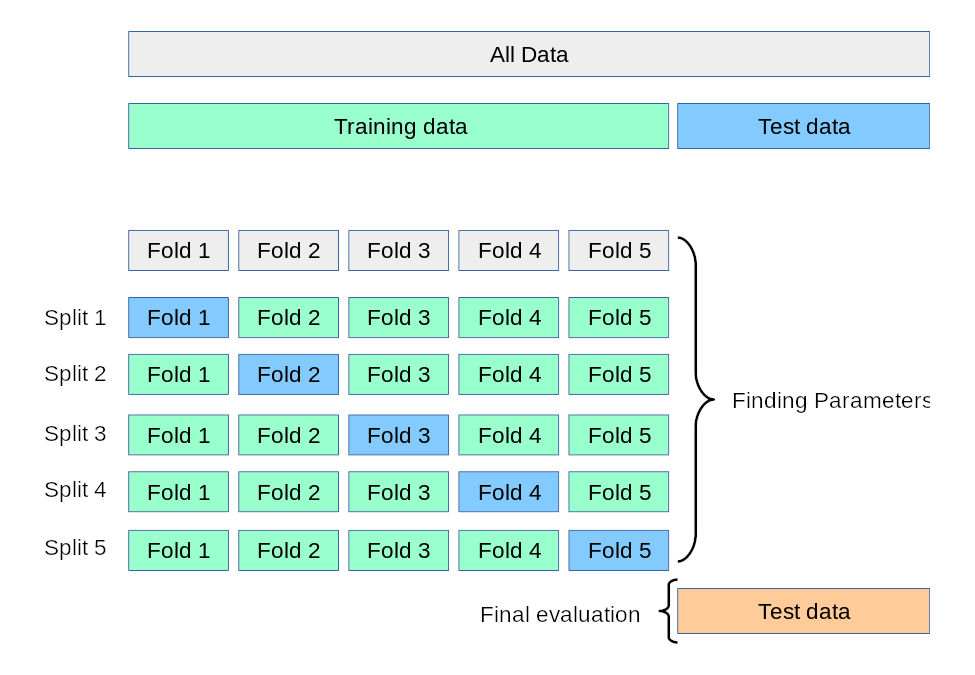 All Data
Training data Test data
Fold 1 Fold 2 Fold 3 Fold 4 Fold 5
Split 1 Fold 1 Fold 2 Fold 3 Fold 4 Fold 5
Split 2 Fold 1 Fold 2 Fold 3 Fold 4 Fold 5
Finding Parameters
Split 3 Fold 1 Fold 2 Fold 3 Fold 4 Fold 5
Split 4 Fold 1 Fold 2 Fold 3 Fold 4 Fold 5
Split 5 Fold 1 Fold 2 Fold 3 Fold 4 Fold 5
Final evaluation Test data